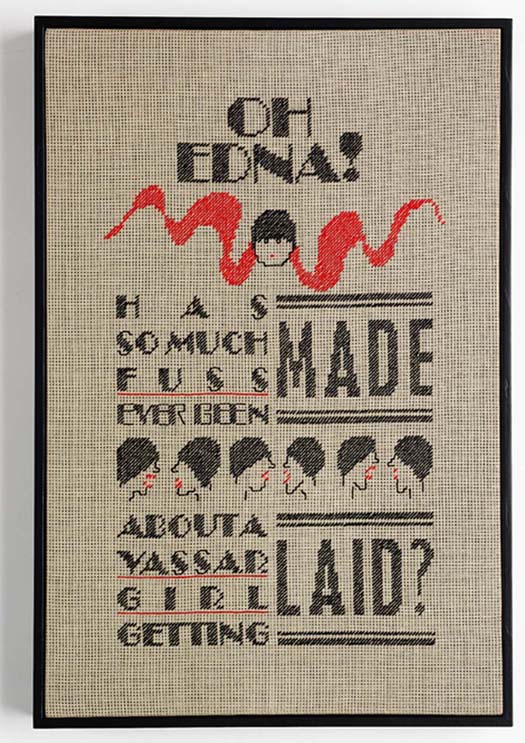 OH
EDNA!
HAS
SO MUCH
FUSS
EVER BEEN
MADE
ABOUT A
VASSAR
GIRL
GETTING
LAID?